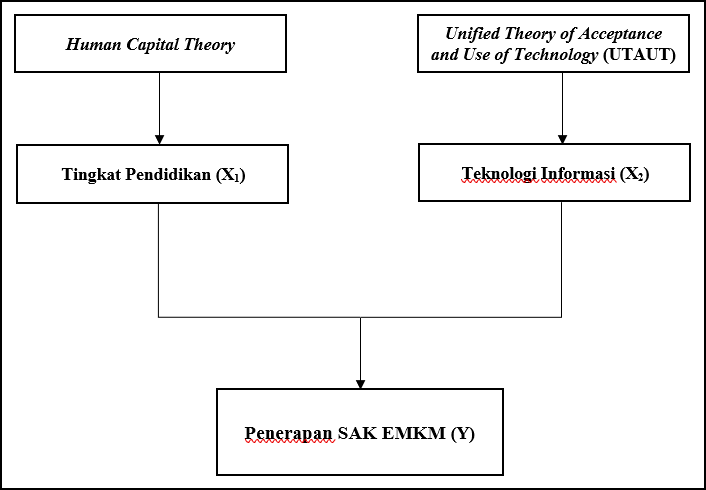 Human Capital Theory
Unified Theory of Acceptance
and Use of Technology (UTAUT)
Tingkat Pendidikan (X₁)
Teknologi Informasi (X₂)
Penerapan SAK EMKM (Y)